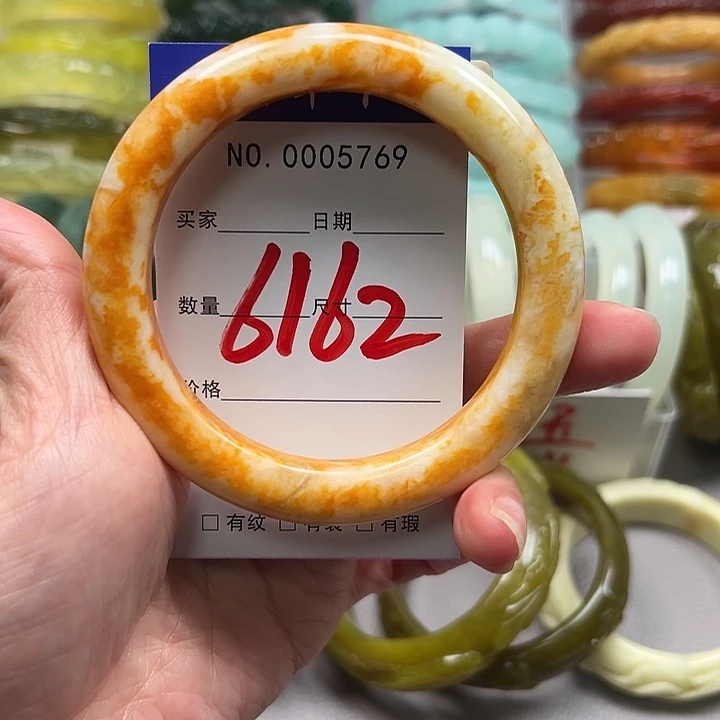 NO. 0005769
买家 日期
数量 尺寸
6162
价格
□ 有纹 □ 有裂 □ 有瑕